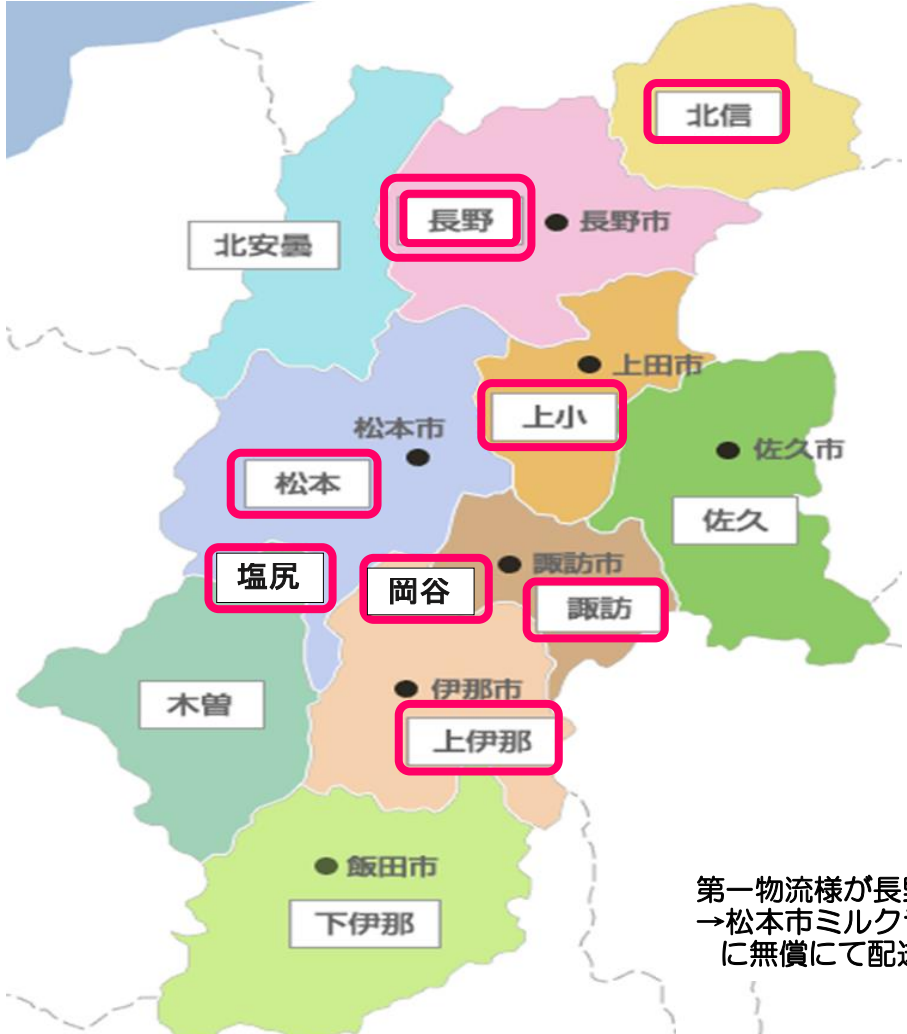 北信
長野
長野市
北安曇
上田市
上小
松本市
佐久市
松本
佐久
諏訪市
塩尻
岡谷
諏訪
伊那市
木曽
上伊那
飯田市
下伊那
第一物流様が長
→松本市ミルク
に無償にて配